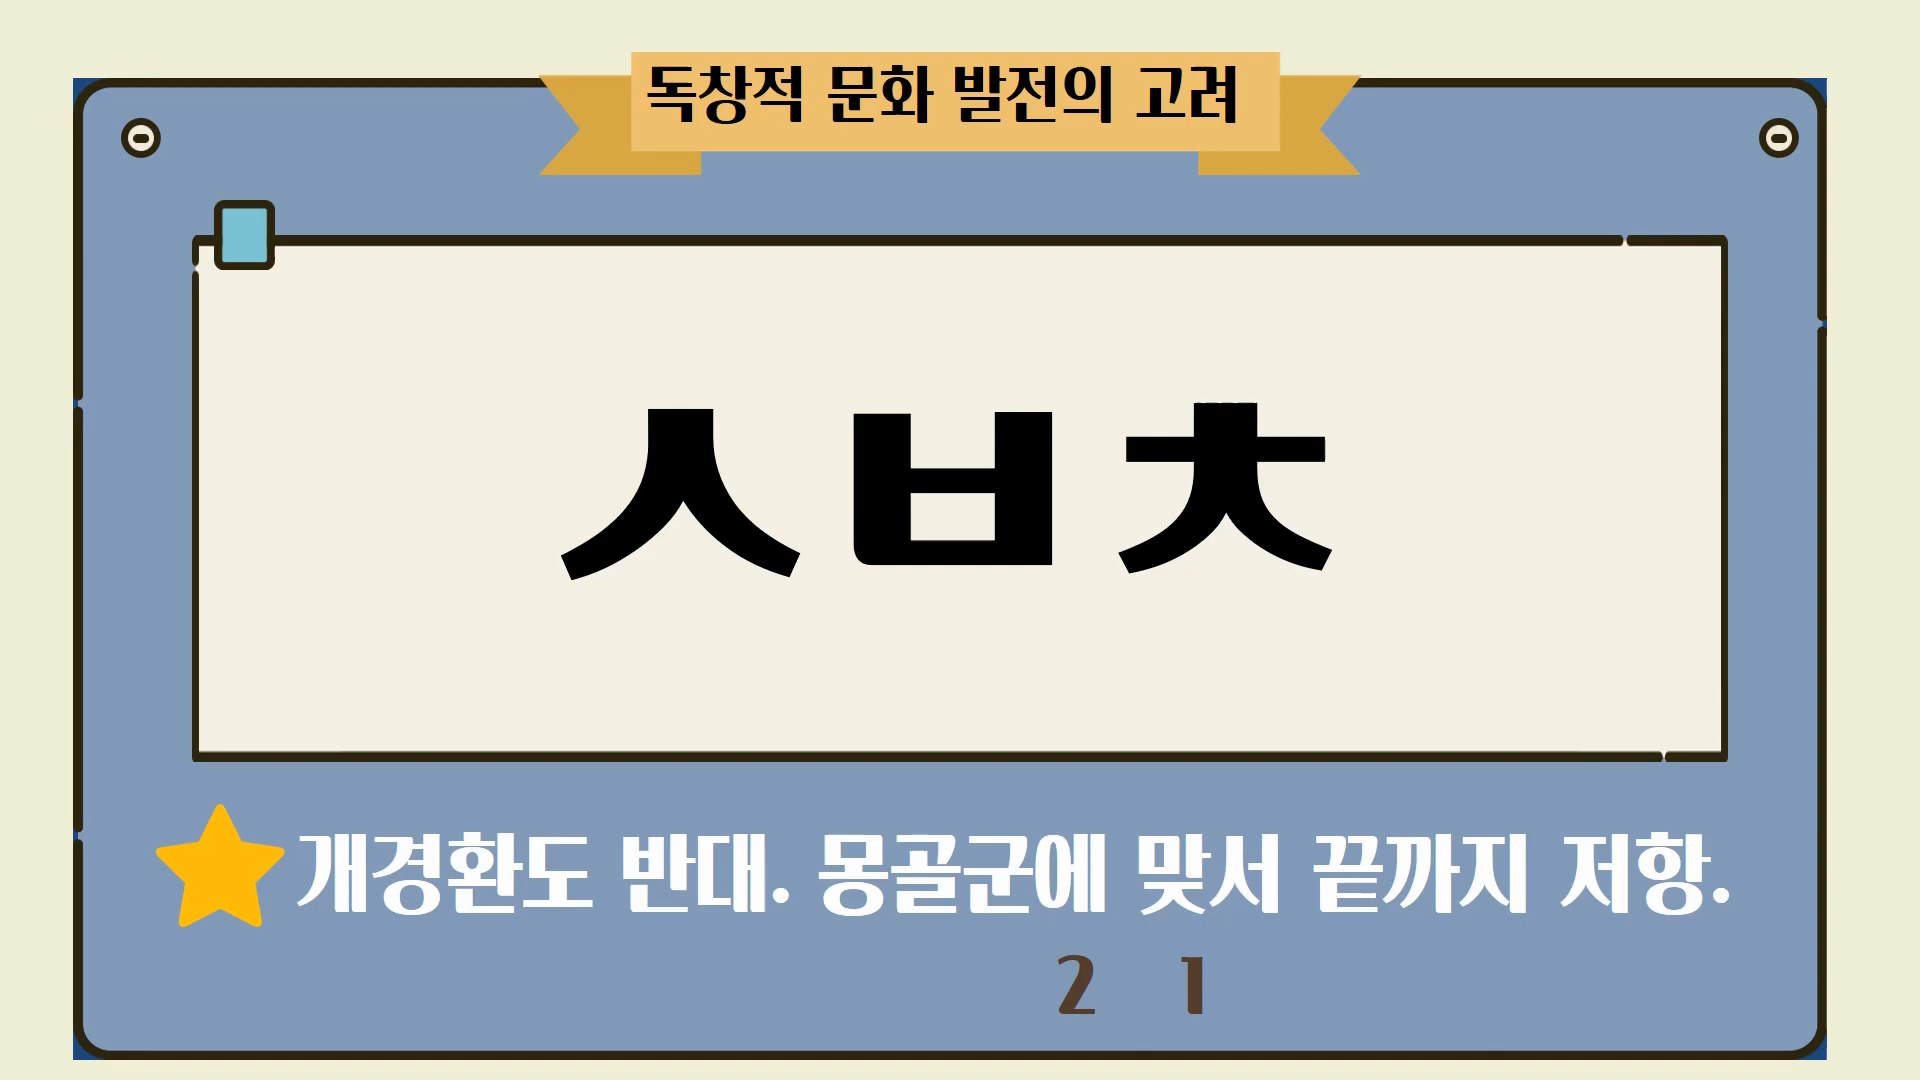 독창적 문화 발전의 고려
ㅅㅂㅊ
개경환도 반대. 몽골군에 맞서 끝까지 저항.
2 1